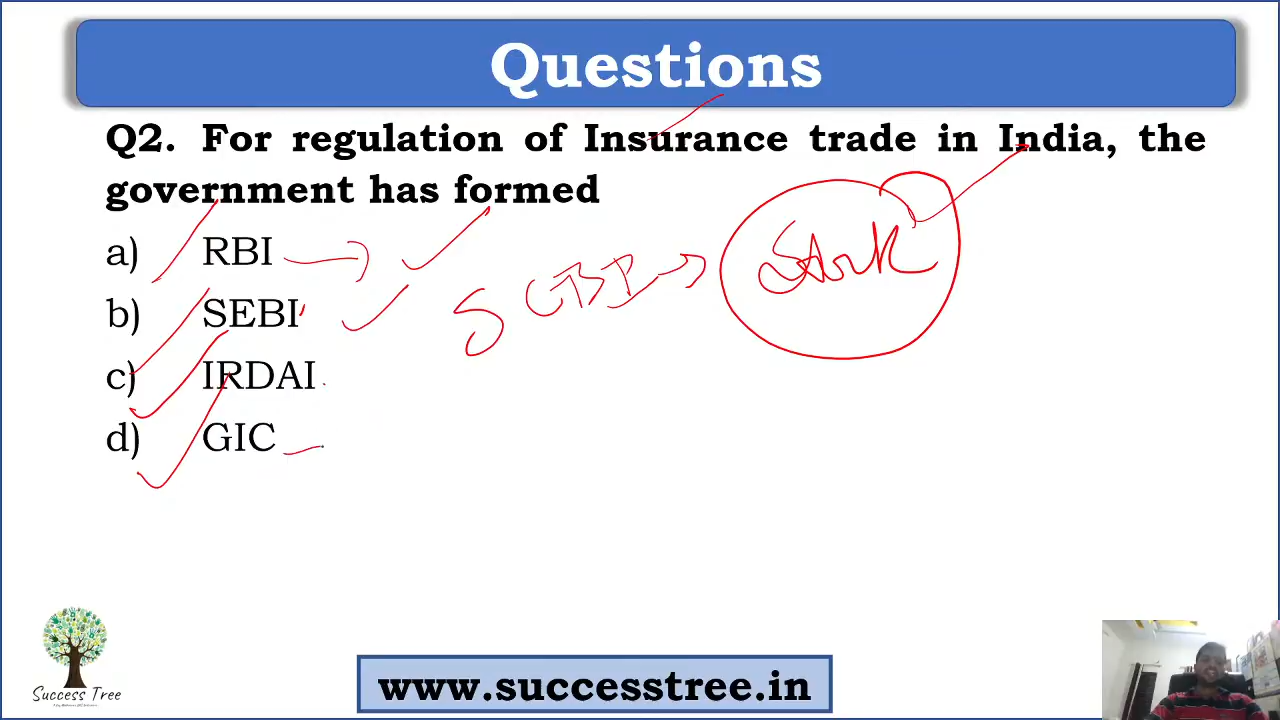 Questions
Q2. For regulation of Insurance trade in India, the
government has formed
a) RBI
b) SEBI
c) IRDAI
d) GIC
SEBI
Success Tree
www.successtree.in